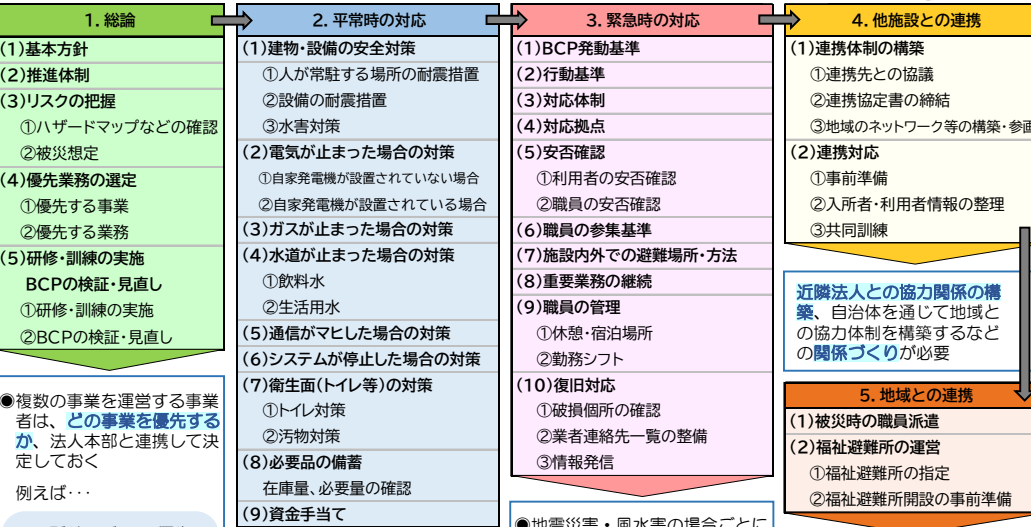 1. 総論
(1)基本方針
(2)推進体制
(3)リスクの把握
①ハザードマップなどの確認
②被災想定
(4)優先業務の選定
①優先する事業
②優先する業務
(5)研修・訓練の実施
BCPの検証・見直し
①研修・訓練の実施
②BCPの検証・見直し
●複数の事業を運営する事業
者は、どの事業を優先する
か、法人本部と連携して決
定しておく
例えば･･･
2. 平常時の対応
(1)建物・設備の安全対策
①人が常駐する場所の耐震措置
②設備の耐震措置
③水害対策
(2)電気が止まった場合の対策
①自家発電機が設置されていない場合
②自家発電機が設置されている場合
(3)ガスが止まった場合の対策
(4)水道が止まった場合の対策
①飲料水
②生活用水
(5)通信がマヒした場合の対策
(6)システムが停止した場合の対策
(7)衛生面(トイレ等)の対策
①トイレ対策
②汚物対策
(8)必要品の備蓄
在庫量、必要量の確認
(9)資金手当て
3. 緊急時の対応
(1)BCP発動基準
(2)行動基準
(3)対応体制
(4)対応拠点
(5)安否確認
①利用者の安否確認
②職員の安否確認
(6)職員の参集基準
(7)施設内外での避難場所・方法
(8)重要業務の継続
(9)職員の管理
①休憩・宿泊場所
②勤務シフト
(10)復旧対応
①破損個所の確認
②業者連絡先一覧の整備
③情報発信
●地震災害・風水害の場合ごとに
4. 他施設との連携
(1)連携体制の構築
①連携先との協議
②連携協定書の締結
③地域のネットワーク等の構築・参画
(2)連携対応
①事前準備
②入所者・利用者情報の整理
③共同訓練
近隣法人との協力関係の構
築、自治体を通じて地域と
の協力体制を構築するなど
の関係づくりが必要
5. 地域との連携
(1)被災時の職員派遣
(2)福祉避難所の運営
①福祉避難所の指定
②福祉避難所開設の事前準備